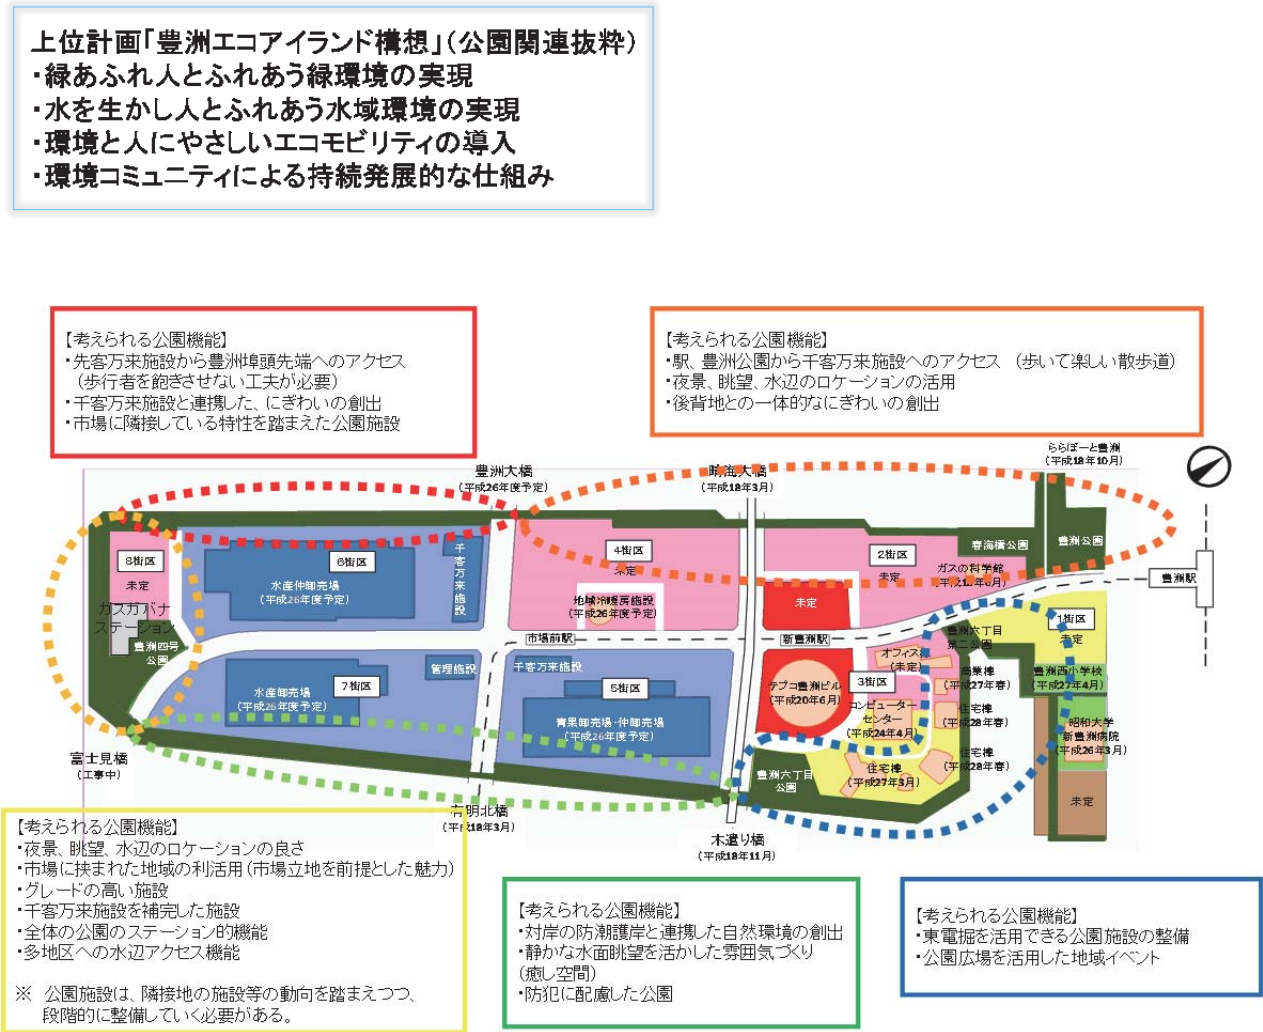 上位計画「豊洲エコアイランド構想」（公園関連抜粋）
・緑あふれ人とふれあう緑環境の実現
・水を生かし人とふれあう水域環境の実現
・環境と人にやさしいエコモビリティの導入
・環境コミュニティによる持続発展的な仕組み
【考えられる公園機能】
・先客万来施設から豊洲埠頭先端へのアクセス
（歩行者を飽きさせない工夫が必要）
・千客万来施設と連携した、にぎわいの創出
・市場に隣接している特性を踏まえた公園施設
【考えられる公園機能】
・駅、豊洲公園から千客万来施設へのアクセス （歩いて楽しい散歩道）
・夜景、眺望、水辺のロケーションの活用
・後背地との一体的なにぎわいの創出
豊洲大橋
（平成26年度予定）
晴海大橋
（平成18年3月）
ららぽーと豊洲
（平成18年10月）
8街区
未定
ガスガバナ
ステーション
豊洲四号
公園
6街区
水産仲卸売場
（平成26年度予定）
千客万来施設
4街区
未定
地域冷暖房施設
（平成26年度予定）
2街区
未定
ガスの科学館
（平成18年6月）
春海橋公園
豊洲公園
豊洲駅
未定
市場前駅
新豊洲駅
豊洲六丁目
第二公園
1街区
未定
7街区
水産卸売場
（平成26年度予定）
管理施設
千客万来施設
5街区
青果卸売場・仲卸売場
（平成26年度予定）
テプコ豊洲ビル
（平成20年6月）
3街区
オフィス棟
（未定）
コンピューター
センター
（平成24年4月）
商業棟
（平成27年春）
住宅棟
（平成28年春）
住宅棟
（平成28年春）
住宅棟
（平成27年3月）
豊洲西小学校
（平成27年4月）
昭和大学
新豊洲病院
（平成26年3月）
未定
豊洲六丁目
公園
富士見橋
（工事中）
有明北橋
（平成18年3月）
木遣り橋
（平成18年11月）
【考えられる公園機能】
・夜景、眺望、水辺のロケーションの良さ
・市場に挟まれた地域の利活用（市場立地を前提とした魅力）
・グレードの高い施設
・千客万来施設を補完した施設
・全体の公園のステーション的機能
・多地区への水辺アクセス機能
※ 公園施設は、隣接地の施設等の動向を踏まえつつ、
段階的に整備していく必要がある。
【考えられる公園機能】
・対岸の防潮護岸と連携した自然環境の創出
・静かな水面眺望を活かした雰囲気づくり
（癒し空間）
・防犯に配慮した公園
【考えられる公園機能】
・東電掘を活用できる公園施設の整備
・公園広場を活用した地域イベント